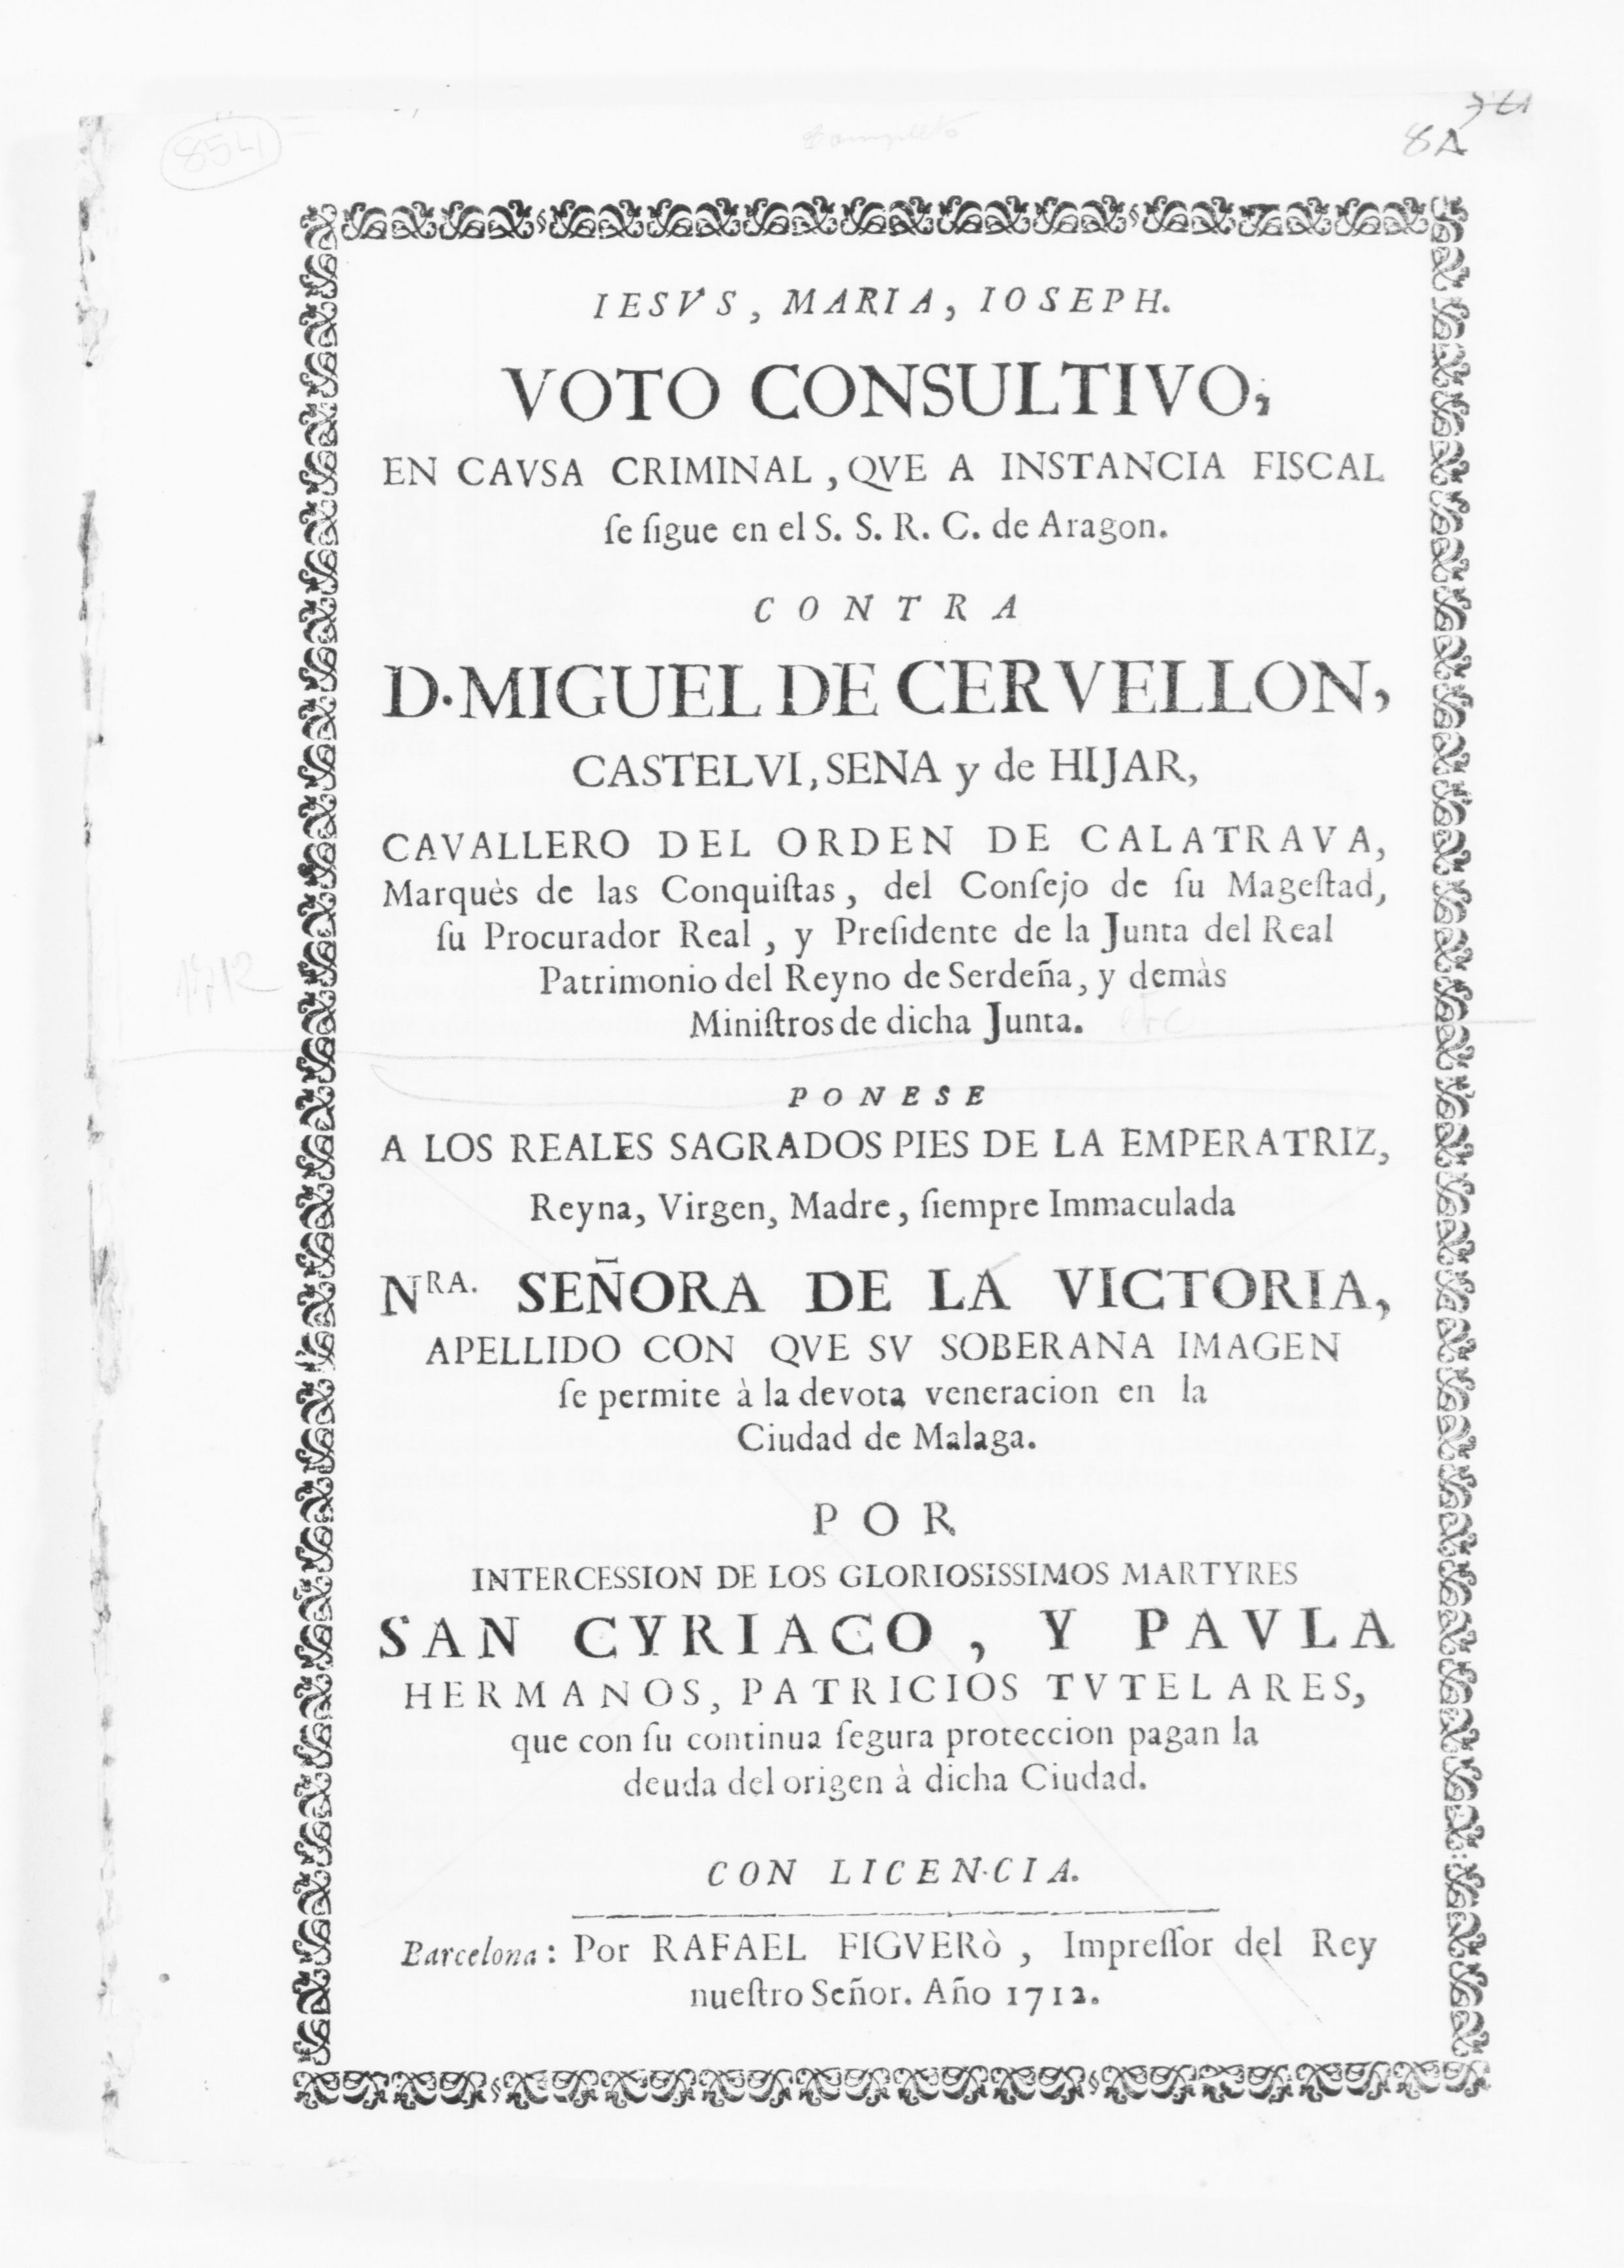 854
8A
IESVS, MARIA, IOSEPH.
VOTO CONSULTIVO,
EN CAVSA CRIMINAL, QVE A INSTANCIA FISCAL
ſe ſigue en el S. S. R. C. de Aragon.
CONTRA
D. MIGUEL DE CERVELLON,
CASTELVI, SENA y de HIJAR,
CAVALLERO DEL ORDEN DE CALATRAVA,
Marquès de las Conquiſtas, del Conſejo de ſu Mageſtad,
ſu Procurador Real, y Preſidente de la Junta del Real
Patrimonio del Reyno de Serdeña, y demàs
Miniſtros de dicha Junta. etc
1712
PONESE
A LOS REALES SAGRADOS PIES DE LA EMPERATRIZ,
Reyna, Virgen, Madre, ſiempre Immaculada
NRA. SEÑORA DE LA VICTORIA,
APELLIDO CON QVE SV SOBERANA IMAGEN
ſe permite à la devota veneracion en la
Ciudad de Malaga.
POR
INTERCESSION DE LOS GLORIOSISSIMOS MARTYRES
SAN CYRIACO, Y PAVLA
HERMANOS, PATRICIOS TVTELARES,
que con ſu continua ſegura proteccion pagan la
deuda del origen à dicha Ciudad.
CON LICENCIA.
Barcelona: Por RAFAEL FIGVERò, Impreſſor del Rey
nueſtro Señor. Año 1712.